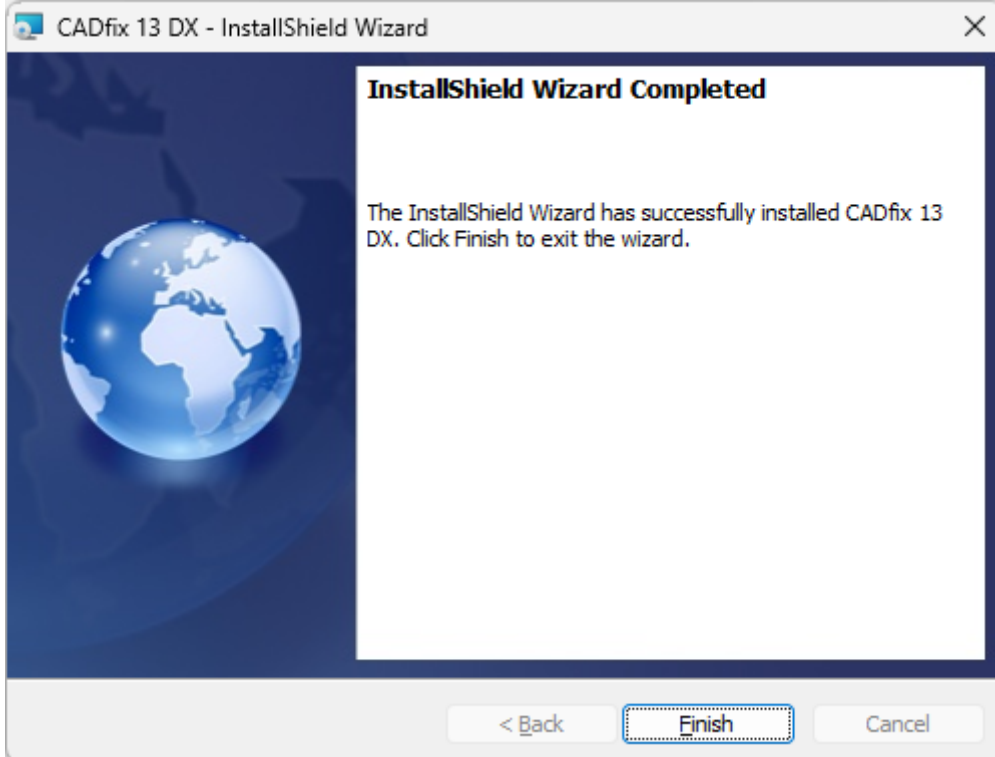 CADfix 13 DX - InstallShield Wizard
InstallShield Wizard Completed
The InstallShield Wizard has successfully installed CADfix 13
DX. Click Finish to exit the wizard.
< Back
Finish
Cancel